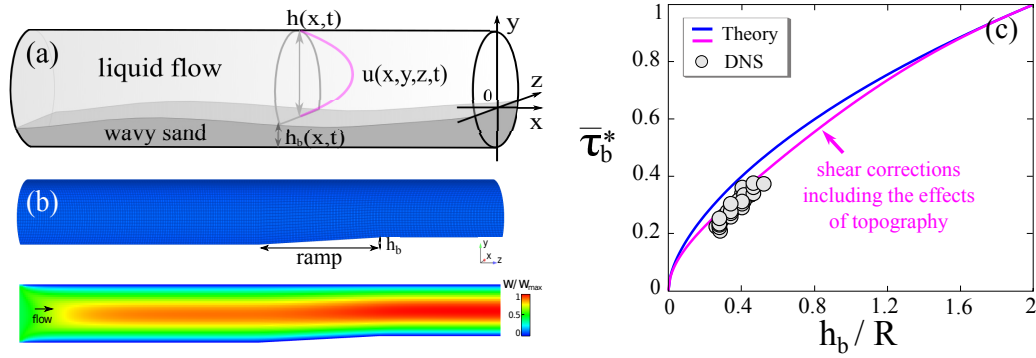 (a)
h(x,t)
y
liquid flow
u(x,y,z,t)
z
0
x
wavy sand
h_b(x,t)
(b)
ramp
h_b
y
x
z
W/W_max
flow
1
0.5
0
(c)
Theory
DNS
shear corrections
including the effects
of topography
1
0.8
0.6
0.4
0.2
0
τ̅_b^*
0
0.4
0.8
1.2
1.6
2
h_b / R